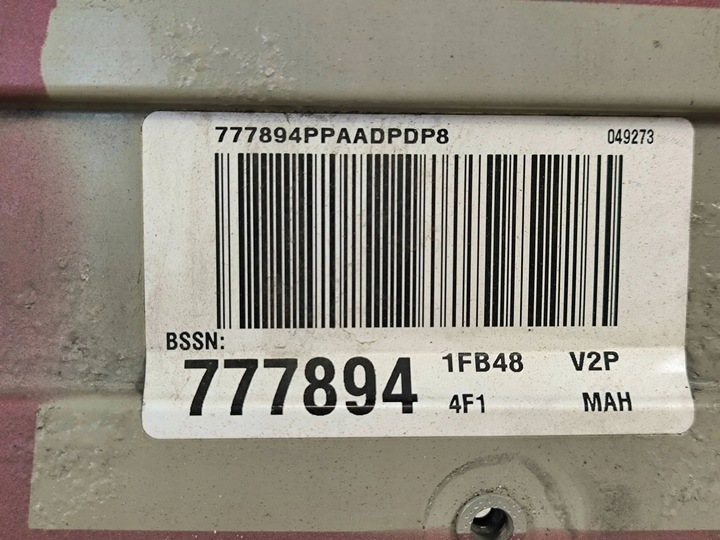 777894PPAADPDP8 049273
BSSN:
777894 1FB48 V2P
4F1 MAH